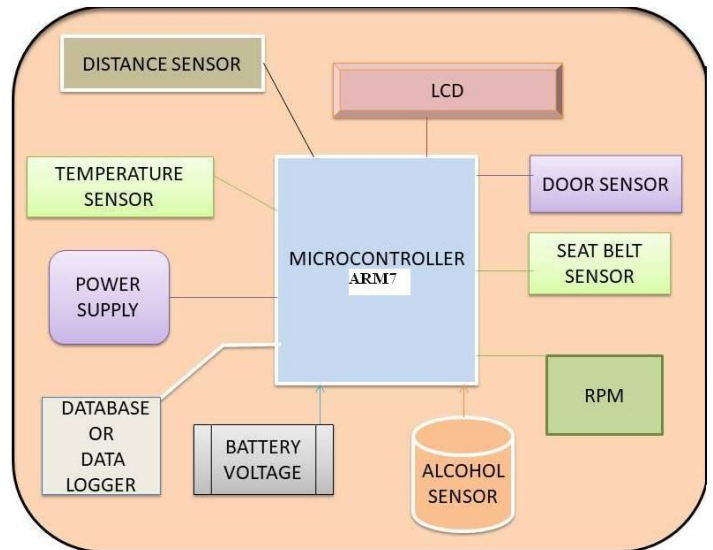 DISTANCE SENSOR
LCD
TEMPERATURE
SENSOR
DOOR SENSOR
MICROCONTROLLER
ARM7
SEAT BELT
SENSOR
POWER
SUPPLY
RPM
DATABASE
OR
DATA
LOGGER
BATTERY
VOLTAGE
ALCOHOL
SENSOR